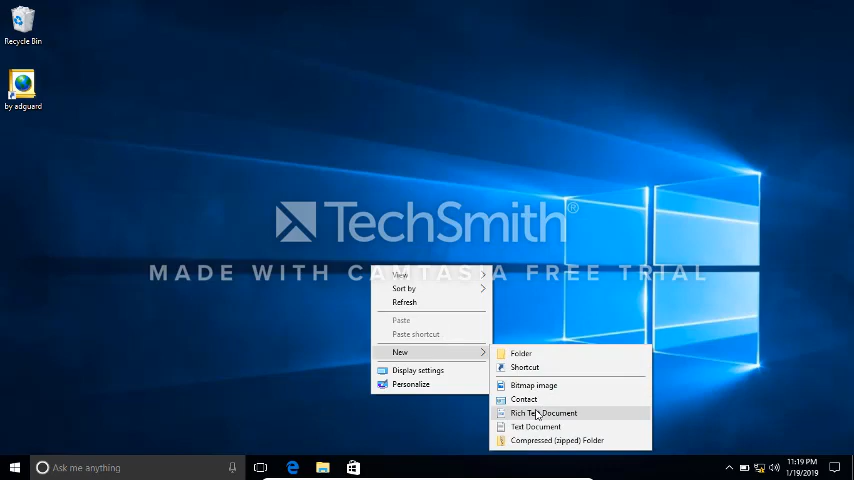 Recycle Bin
by adguard
TechSmith®
MADE WITH CAMTASIA FREE TRIAL
View
Sort by
Refresh
Paste
Paste shortcut
New
Display settings
Personalize
Folder
Shortcut
Bitmap image
Contact
Rich Text Document
Text Document
Compressed (zipped) Folder
Ask me anything
11:19 PM
1/19/2019